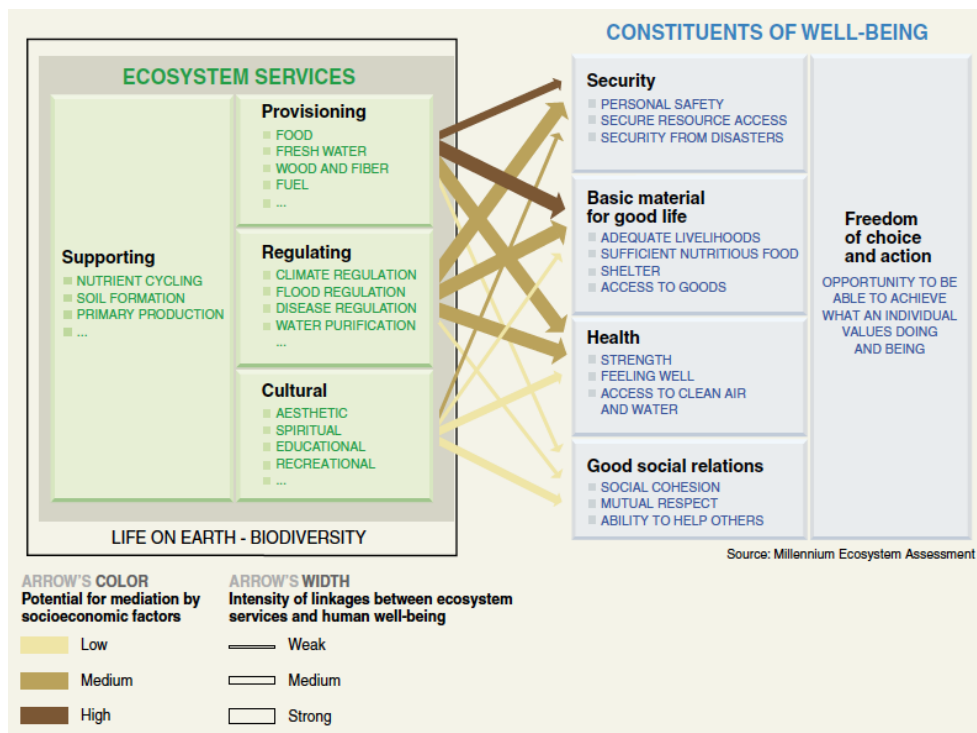 CONSTITUENTS OF WELL-BEING
ECOSYSTEM SERVICES
Supporting
NUTRIENT CYCLING
SOIL FORMATION
PRIMARY PRODUCTION
...
Provisioning
FOOD
FRESH WATER
WOOD AND FIBER
FUEL
...
Regulating
CLIMATE REGULATION
FLOOD REGULATION
DISEASE REGULATION
WATER PURIFICATION
...
Cultural
AESTHETIC
SPIRITUAL
EDUCATIONAL
RECREATIONAL
...
LIFE ON EARTH - BIODIVERSITY
Security
PERSONAL SAFETY
SECURE RESOURCE ACCESS
SECURITY FROM DISASTERS
Basic material
for good life
ADEQUATE LIVELIHOODS
SUFFICIENT NUTRITIOUS FOOD
SHELTER
ACCESS TO GOODS
Health
STRENGTH
FEELING WELL
ACCESS TO CLEAN AIR
AND WATER
Good social relations
SOCIAL COHESION
MUTUAL RESPECT
ABILITY TO HELP OTHERS
Freedom
of choice
and action
OPPORTUNITY TO BE
ABLE TO ACHIEVE
WHAT AN INDIVIDUAL
VALUES DOING
AND BEING
Source: Millennium Ecosystem Assessment
ARROW'S COLOR
Potential for mediation by
socioeconomic factors
Low
Medium
High
ARROW'S WIDTH
Intensity of linkages between ecosystem
services and human well-being
Weak
Medium
Strong